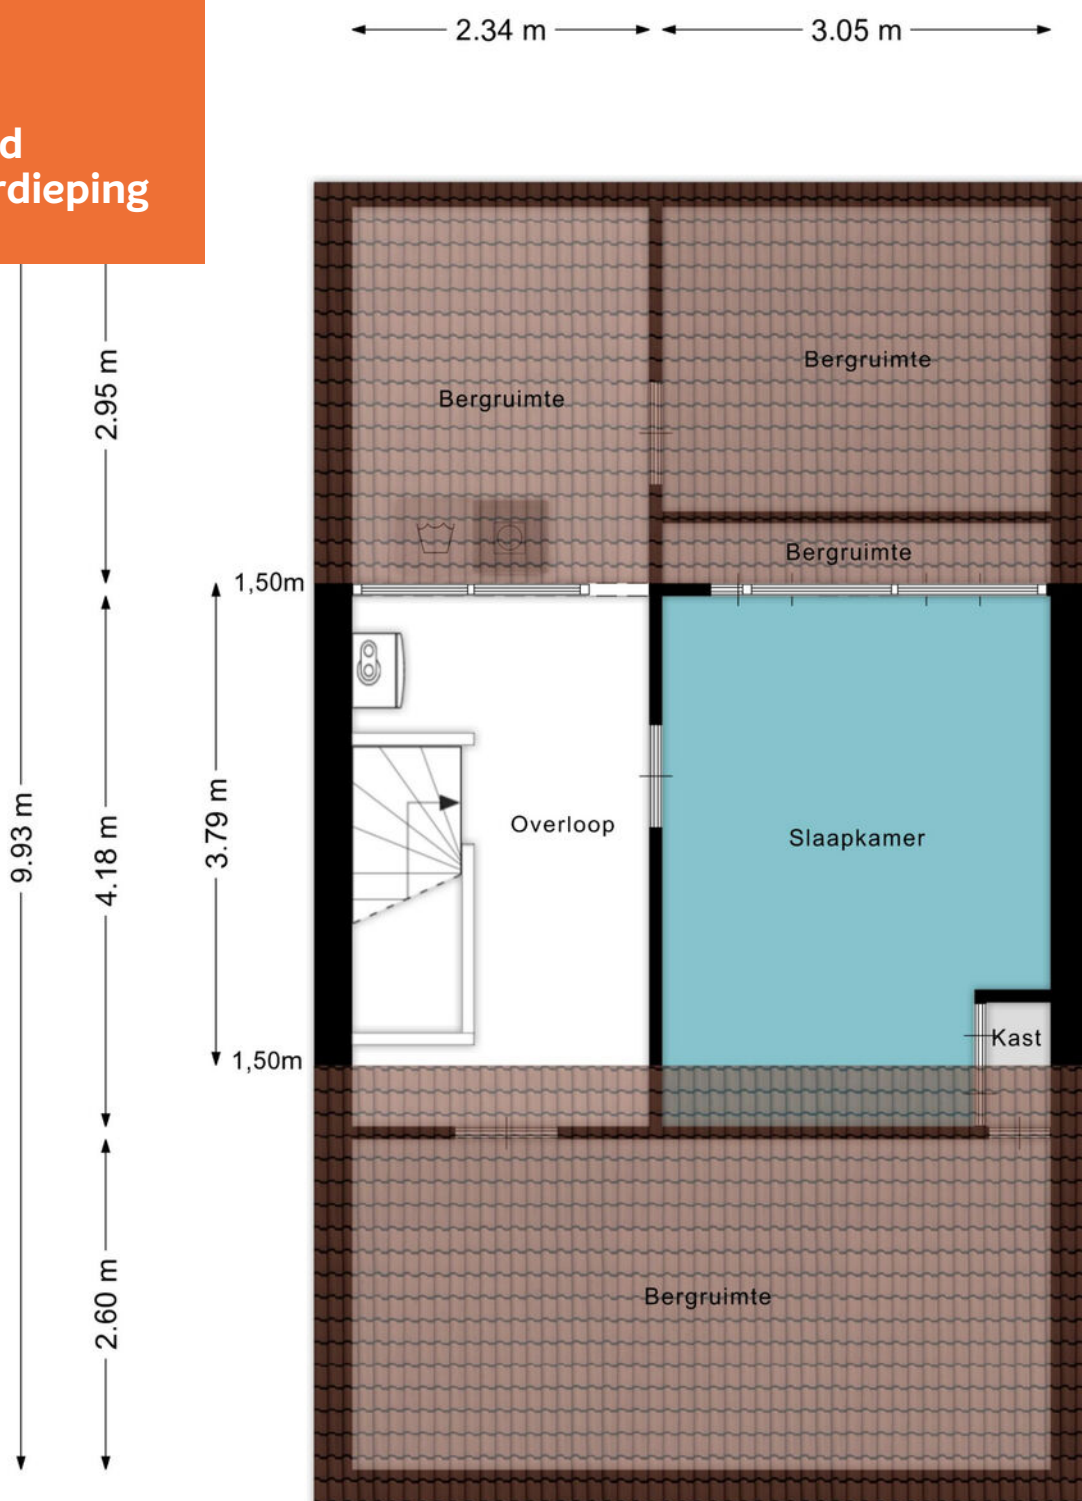 2.34 m
3.05 m
d
rdieping
2.95 m
Bergruimte
Bergruimte
Bergruimte
1,50m
9.93 m
4.18 m
3.79 m
Overloop
Slaapkamer
Kast
1,50m
2.60 m
Bergruimte